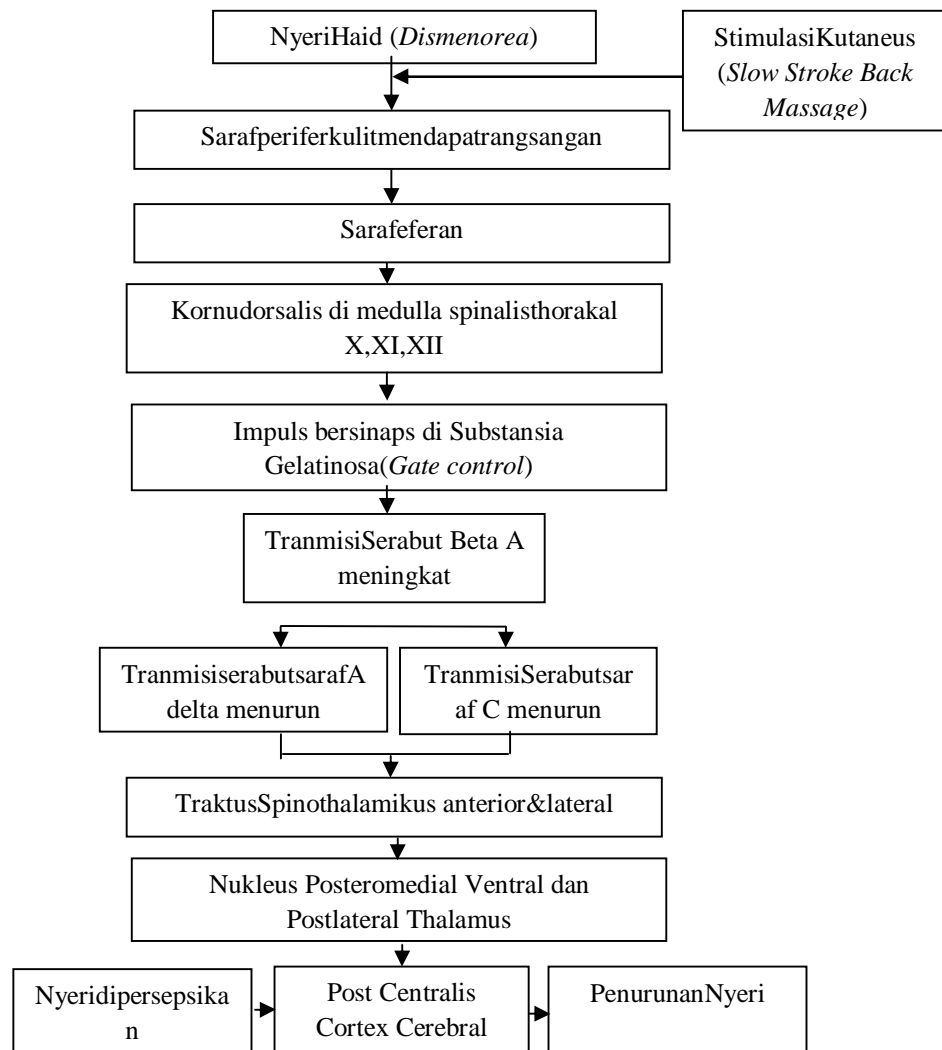 NyeriHaid (Dismenorea)
StimulasiKutaneus
(Slow Stroke Back
Massage)
Sarafperiferkulitmendapatrangsangan
Sarafeferan
Kornudorsalis di medulla spinalisthorakal
X,XI,XII
Impuls bersinaps di Substansia
Gelatinosa(Gate control)
TranmisiSerabut Beta A
meningkat
TranmisiserabutsarafA
delta menurun
TranmisiSerabutsar
af C menurun
TraktusSpinothalamikus anterior&lateral
Nukleus Posteromedial Ventral dan
Postlateral Thalamus
Nyeridipersepsika
n
Post Centralis
Cortex Cerebral
PenurunanNyeri